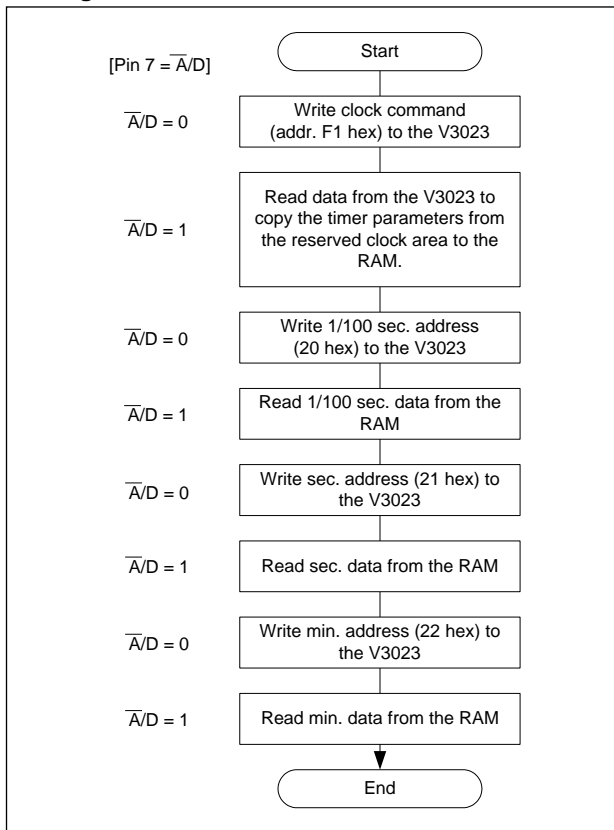 Start
[Pin 7 = A̅/D]
A̅/D = 0
Write clock command
(addr. F1 hex) to the V3023
A̅/D = 1
Read data from the V3023 to
copy the timer parameters from
the reserved clock area to the
RAM.
A̅/D = 0
Write 1/100 sec. address
(20 hex) to the V3023
A̅/D = 1
Read 1/100 sec. data from the
RAM
A̅/D = 0
Write sec. address (21 hex) to
the V3023
A̅/D = 1
Read sec. data from the RAM
A̅/D = 0
Write min. address (22 hex) to
the V3023
A̅/D = 1
Read min. data from the RAM
End